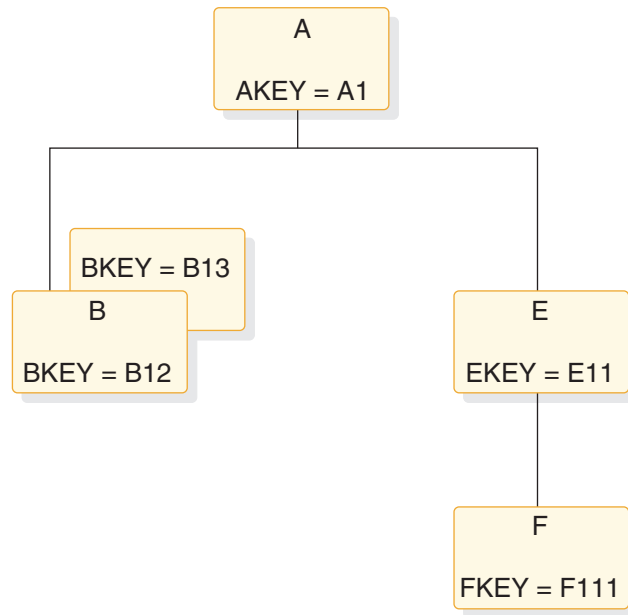 A
AKEY = A1
BKEY = B13
B
BKEY = B12
E
EKEY = E11
F
FKEY = F111